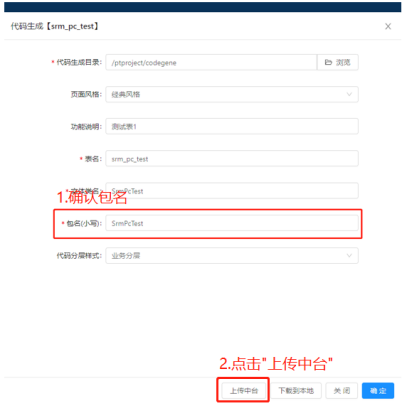 代码生成【srm_pc_test】
* 代码生成目录: /ptproject/codegene 浏览
页面风格: 经典风格
功能说明: 测试表1
* 表名: srm_pc_test
SrmPcTest
1.确认包名
* 包名(小写): SrmPcTest
代码分层样式: 业务分层
2.点击"上传中台"
上传中台 下载到本地 关闭 确定